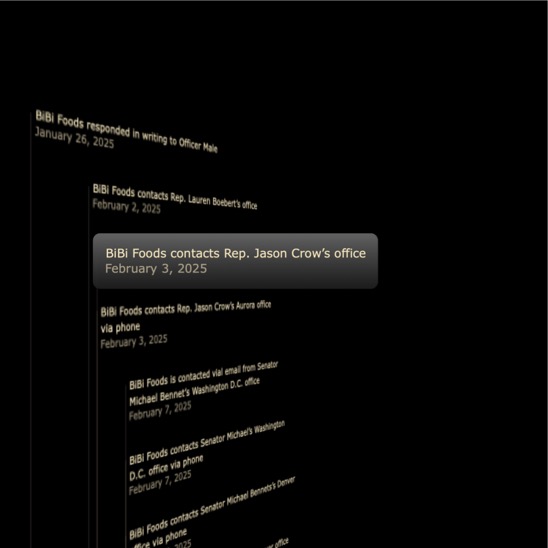 BiBi Foods responded in writing to Officer Male
January 26, 2025
BiBi Foods contacts Rep. Lauren Boebert's office
February 2, 2025
BiBi Foods contacts Rep. Jason Crow's office
February 3, 2025
BiBi Foods contacts Rep. Jason Crow's Aurora office
via phone
February 3, 2025
BiBi Foods is contacted vial email from Senator
Michael Bennet's Washington D.C. office
February 7, 2025
BiBi Foods contacts Senator Michael's Washington
D.C. office via phone
February 7, 2025
BiBi Foods contacts Senator Michael Bennets's Denver
office via phone
2025
office